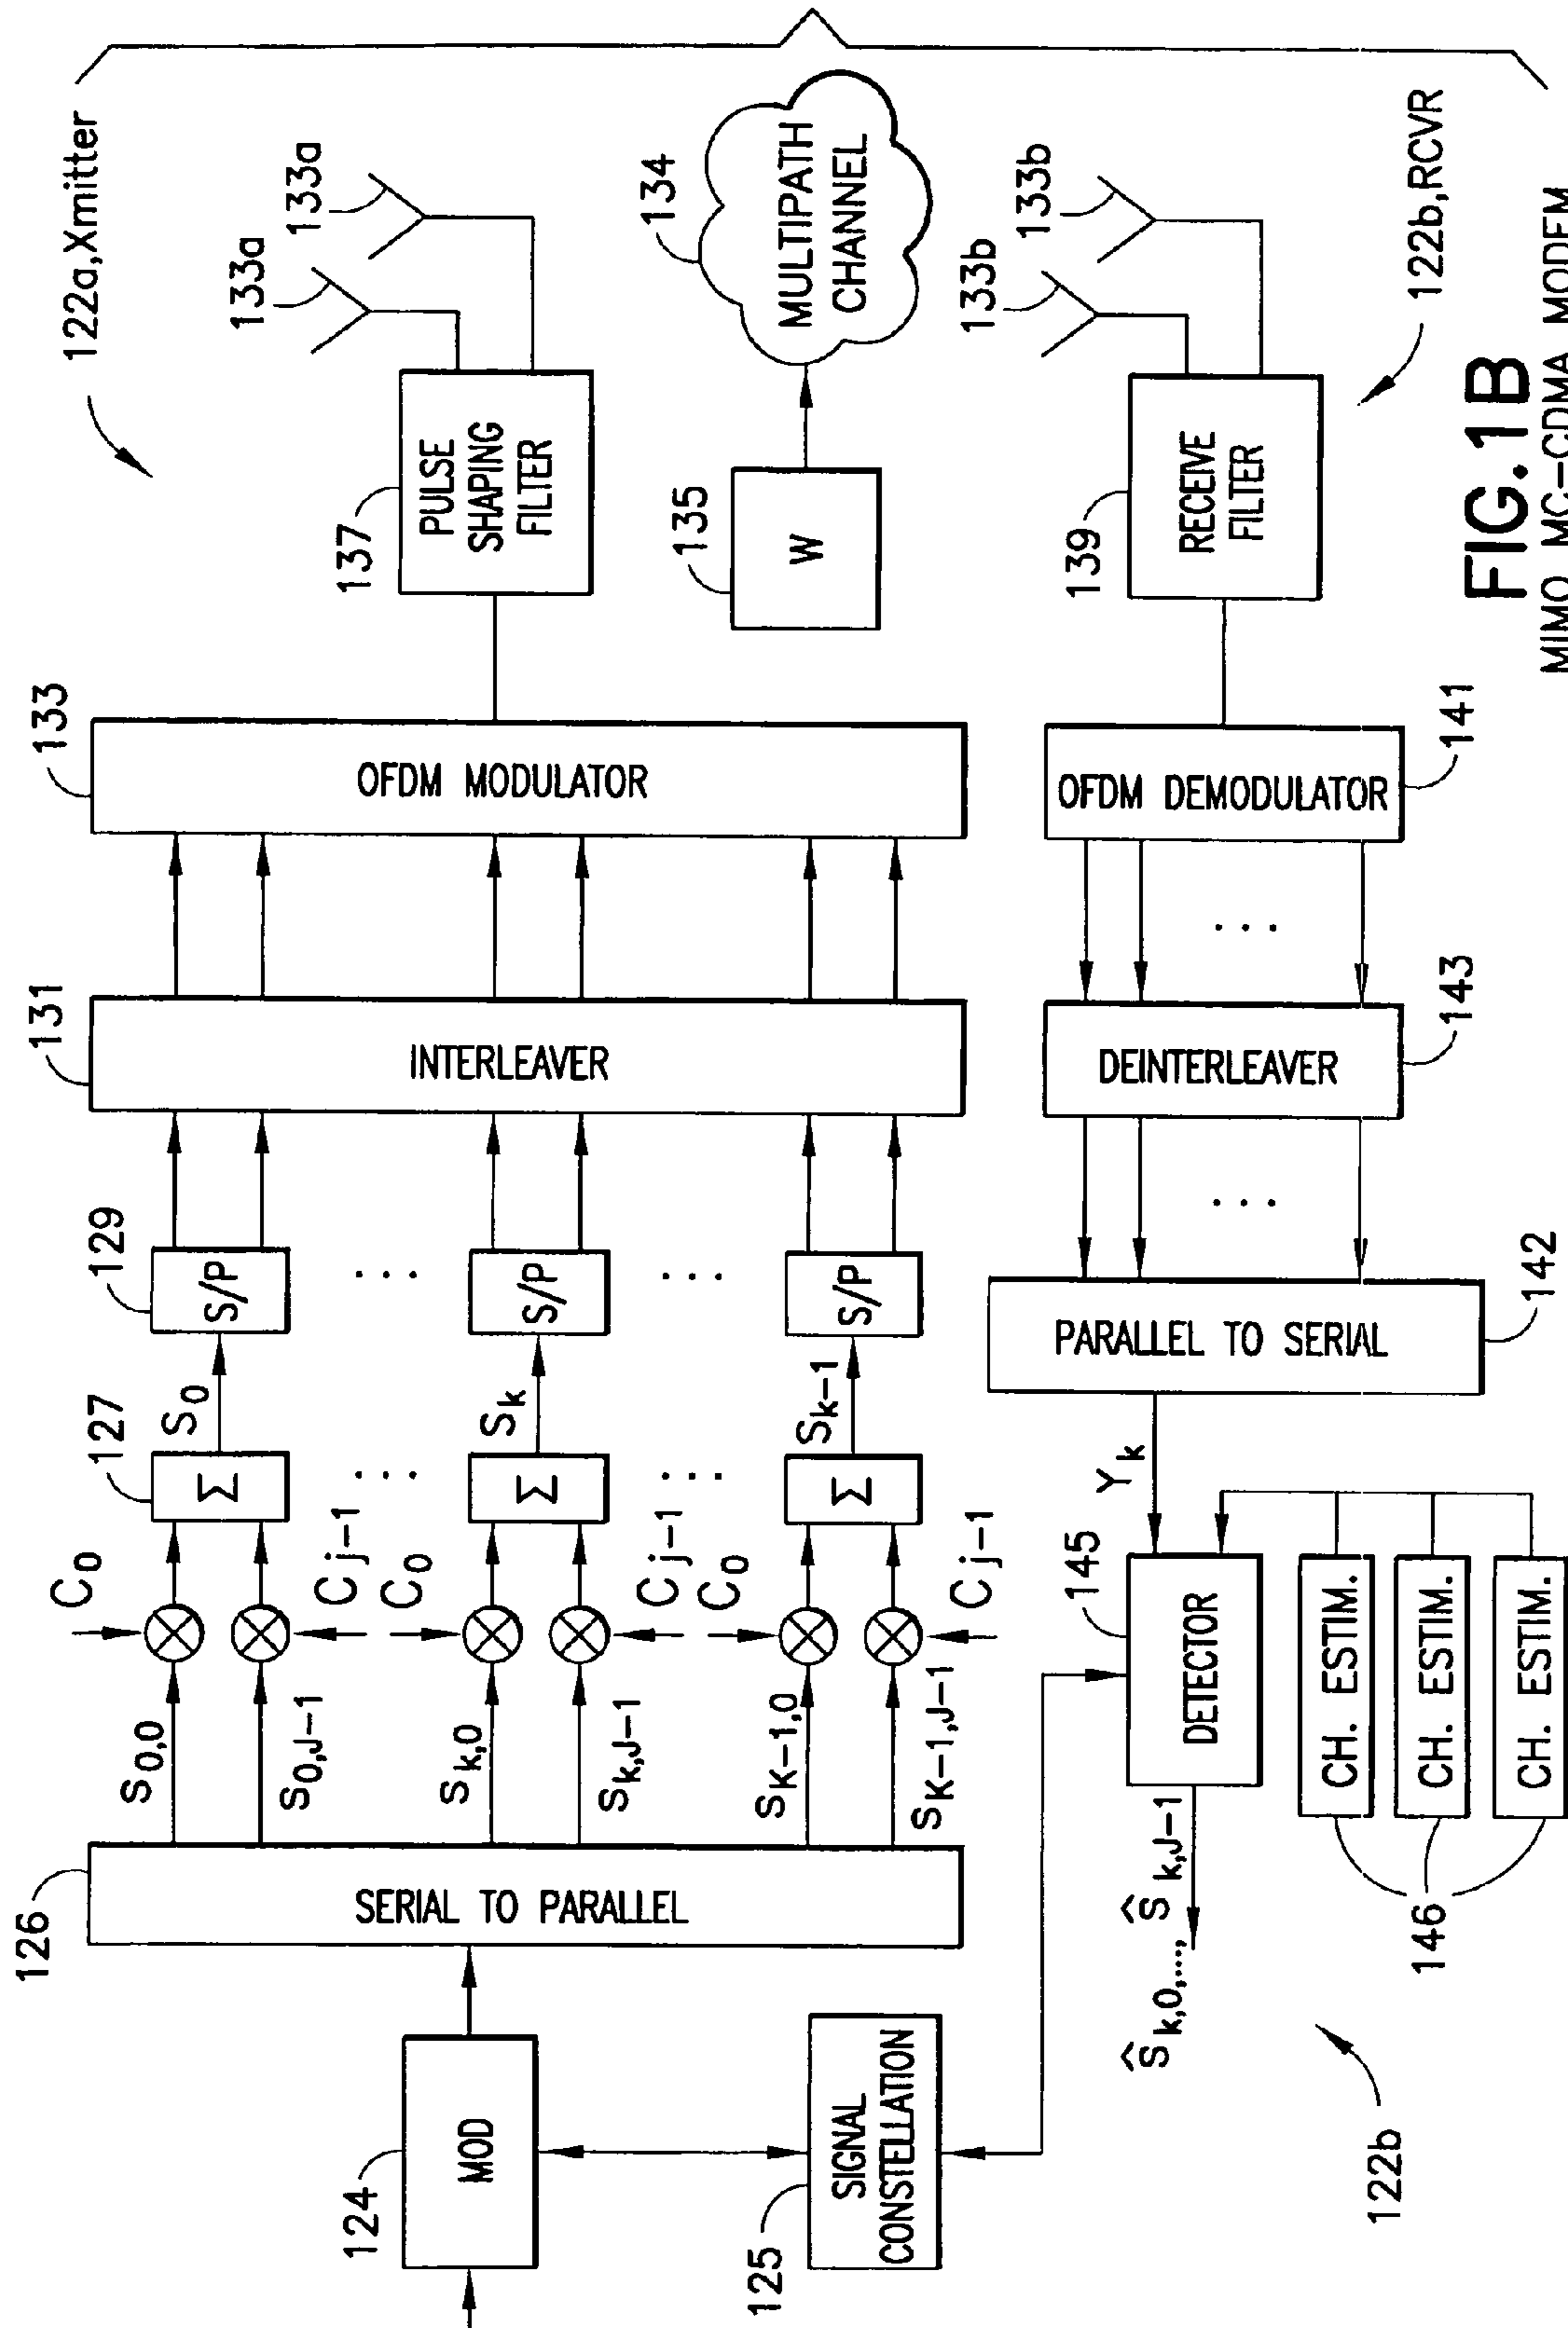 122a,Xmitter
133a
133a
137
PULSE
SHAPING
FILTER
133
OFDM MODULATOR
131
INTERLEAVER
129
S/P
S/P
S/P
...
...
127
Σ
Σ
Σ
...
...
S0
Sk
Sk-1
C0
Cj-1
C0
Cj-1
C0
Cj-1
s0,0
s0,J-1
sk,0
sk,J-1
sK-1,0
sK-1,J-1
126
SERIAL TO PARALLEL
124
MOD
125
SIGNAL
CONSTELLATION
135
W
134
MULTIPATH
CHANNEL
133b
133b
122b,RCVR
139
RECEIVE
FILTER
OFDM DEMODULATOR
141
...
DEINTERLEAVER
143
...
PARALLEL TO SERIAL
142
Yk
145
DETECTOR
ŝk,0,...., ŝk,J-1
CH. ESTIM.
CH. ESTIM.
CH. ESTIM.
146
122b
FIG.1B
MIMO MC-CDMA MODEM